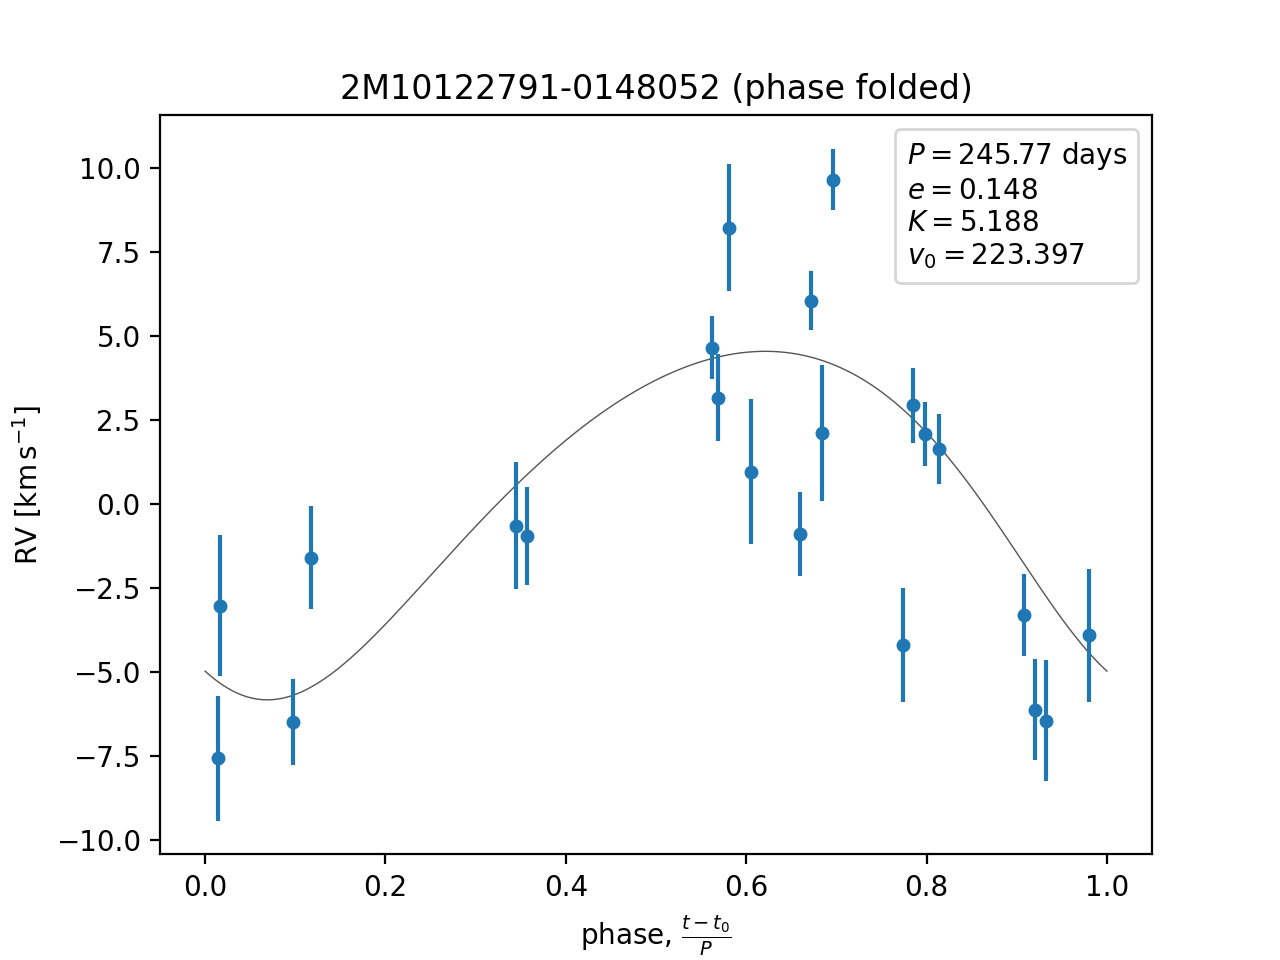 2M10122791-0148052 (phase folded)
P = 245.77 days
e = 0.148
K = 5.188
v₀ = 223.397
10.0
7.5
5.0
2.5
0.0
−2.5
−5.0
−7.5
−10.0
RV [km s⁻¹]
0.0 0.2 0.4 0.6 0.8 1.0
phase, (t − t₀)/P